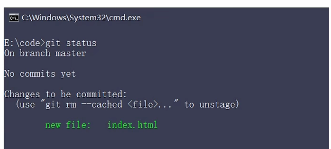 C:\Windows\System32\cmd.exe
E:\code>git status
On branch master
No commits yet
Changes to be committed:
(use "git rm --cached <file>..." to unstage)
new file: index.html